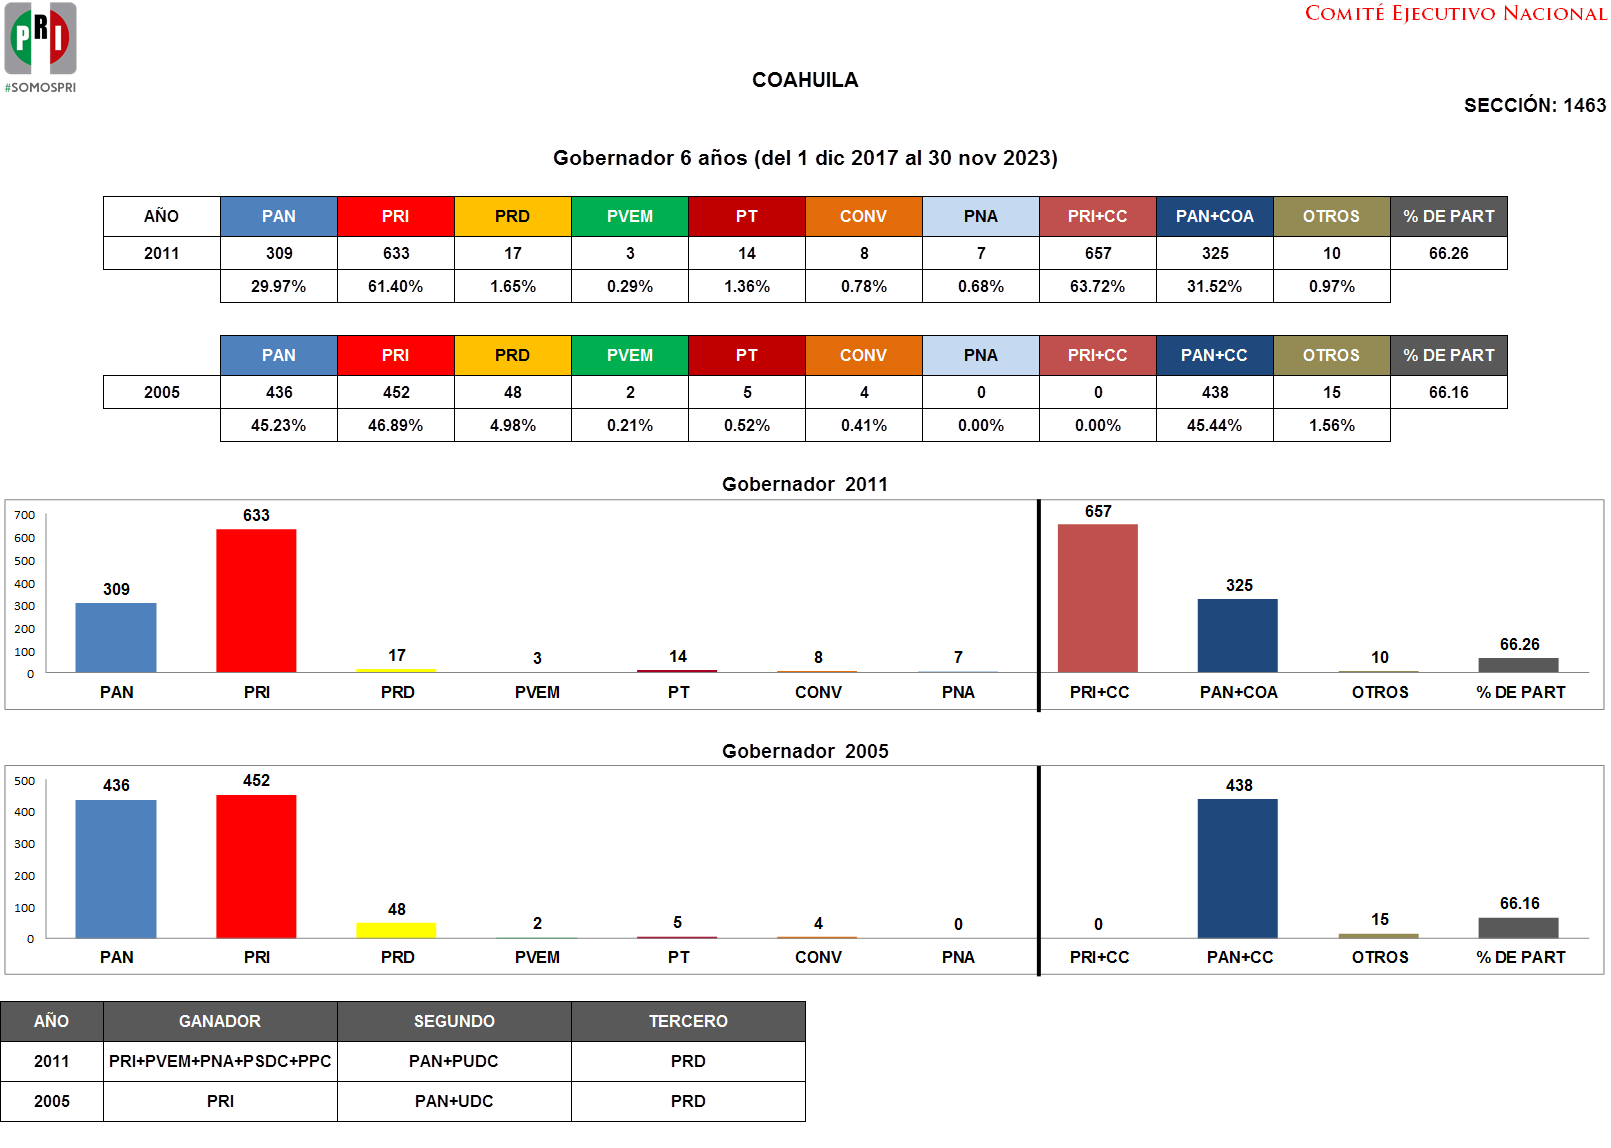 PRI
#SOMOSPRI
COMITÉ EJECUTIVO NACIONAL
COAHUILA
SECCIÓN: 1463
Gobernador 6 años (del 1 dic 2017 al 30 nov 2023)
AÑO PAN PRI PRD PVEM PT CONV PNA PRI+CC PAN+COA OTROS % DE PART
2011 309 633 17 3 14 8 7 657 325 10 66.26
29.97% 61.40% 1.65% 0.29% 1.36% 0.78% 0.68% 63.72% 31.52% 0.97%
PAN PRI PRD PVEM PT CONV PNA PRI+CC PAN+CC OTROS % DE PART
2005 436 452 48 2 5 4 0 0 438 15 66.16
45.23% 46.89% 4.98% 0.21% 0.52% 0.41% 0.00% 0.00% 45.44% 1.56%
Gobernador 2011
700
600
500
400
300
200
100
0
309 633 17 3 14 8 7 657 325 10 66.26
PAN PRI PRD PVEM PT CONV PNA PRI+CC PAN+COA OTROS % DE PART
Gobernador 2005
500
400
300
200
100
0
436 452 48 2 5 4 0 0 438 15 66.16
PAN PRI PRD PVEM PT CONV PNA PRI+CC PAN+CC OTROS % DE PART
AÑO GANADOR SEGUNDO TERCERO
2011 PRI+PVEM+PNA+PSDC+PPC PAN+PUDC PRD
2005 PRI PAN+UDC PRD